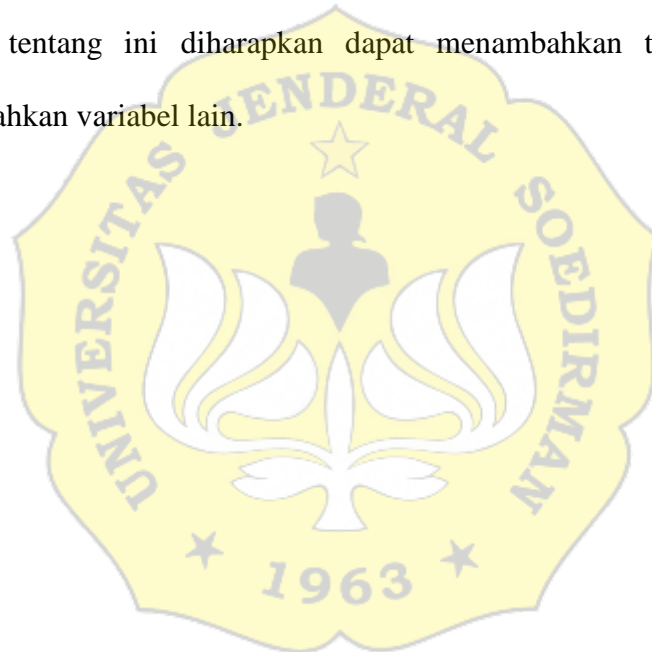 tentang ini diharapkan dapat menambahkan t
ahkan variabel lain.
UNIVERSITAS JENDERAL SOEDIRMAN
1963